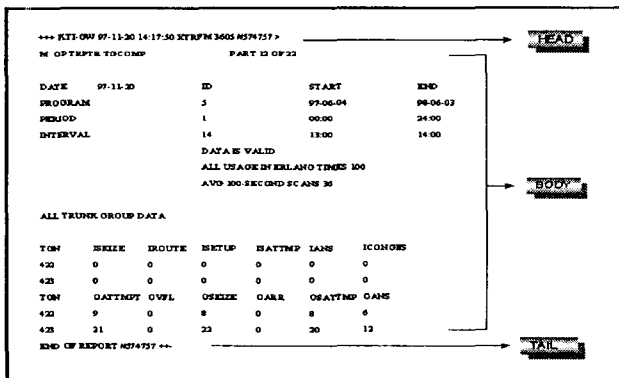 +++ KTI-0W 97-11-20 14:17:50 XTRFM 3605 #574757 >
HEAD
M OPTRFTR TGCOMP PART 12 OF 22
DATE 97-11-20 ID START END
PROGRAM 5 97-06-04 98-06-03
PERIOD 1 00:00 24:00
INTERVAL 14 13:00 14:00
DATA IS VALID
ALL USAGE IN ERLANG TIMES 100
AVG 100-SECOND SCANS 36
BODY
ALL TRUNK GROUP DATA
TGN ISEIZE IROUTE ISETUP ISATTMP IANS ICONGES
422 0 0 0 0 0 0
423 0 0 0 0 0 0
TGN OATTMPT OVFL OSEIZE OARR OSATTMP OANS
422 9 0 8 0 8 6
423 21 0 22 0 20 12
END OF REPORT #574757 ++-
TAIL